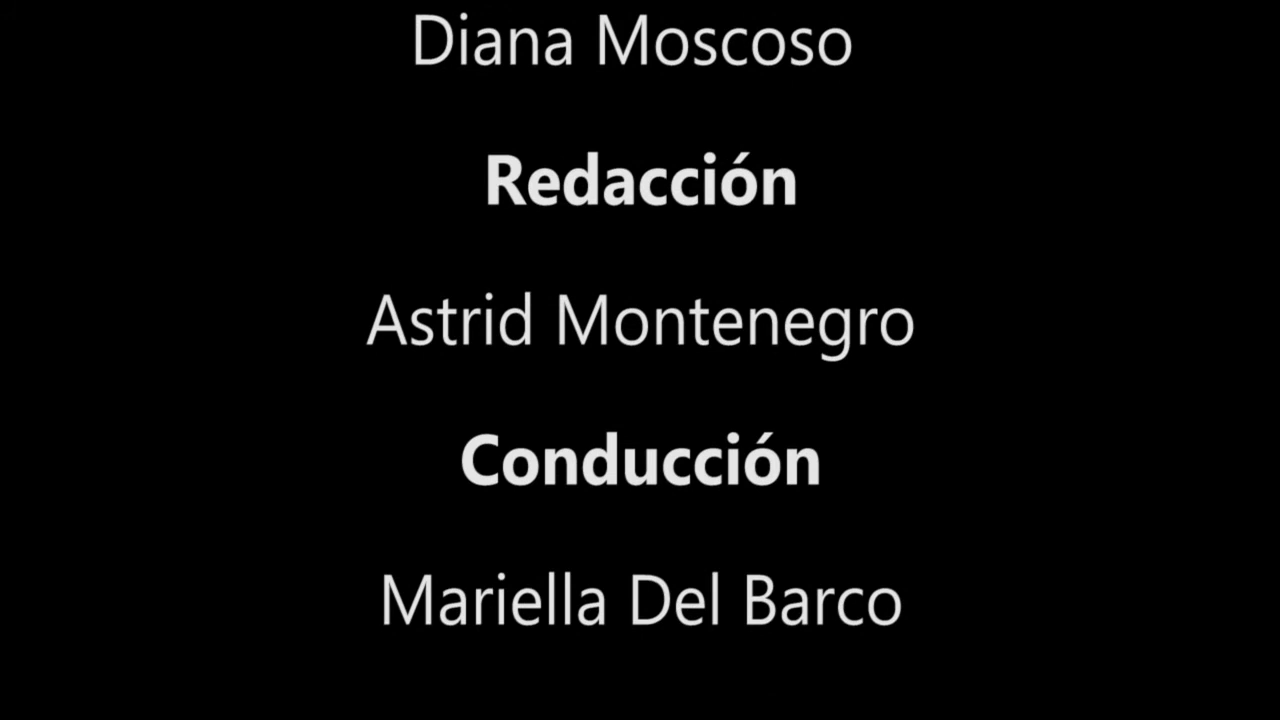 Diana Moscoso
Redacción
Astrid Montenegro
Conducción
Mariella Del Barco